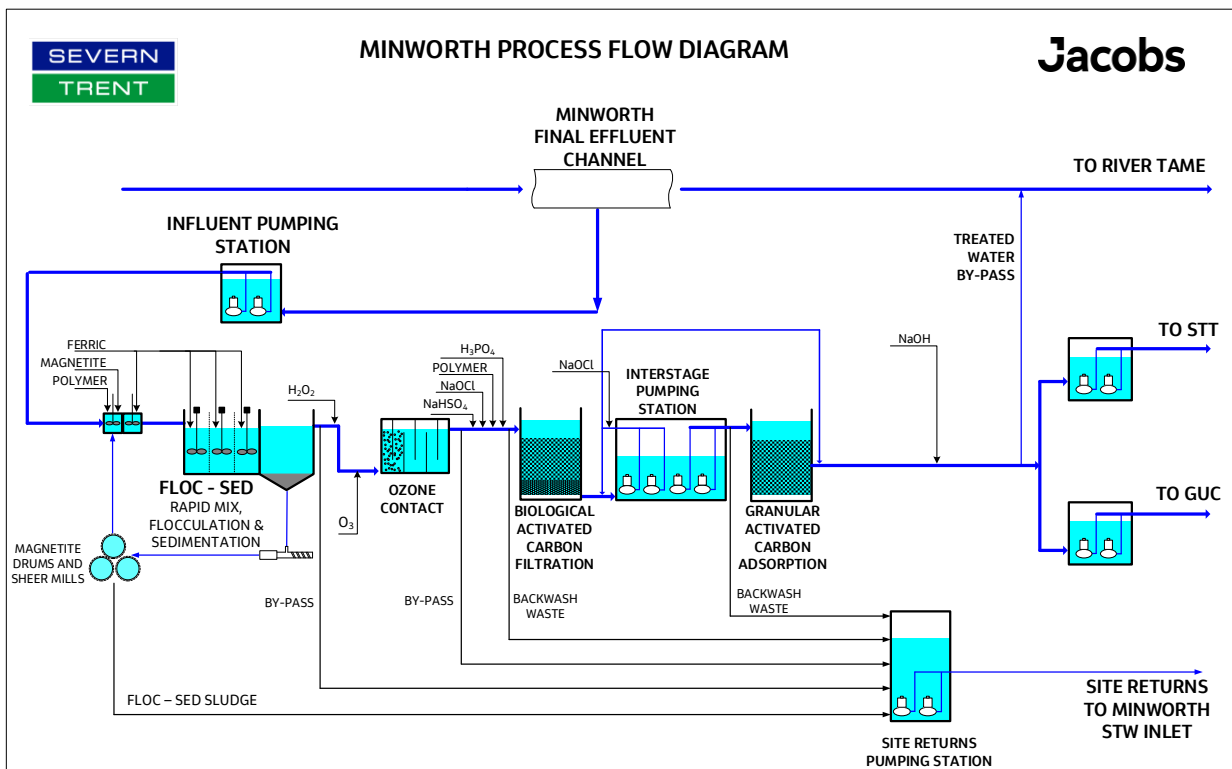 SEVERN
TRENT
MINWORTH PROCESS FLOW DIAGRAM
Jacobs
MINWORTH
FINAL EFFLUENT
CHANNEL
TO RIVER TAME
INFLUENT PUMPING
STATION
TREATED
WATER
BY-PASS
TO STT
FERRIC
MAGNETITE
POLYMER
H₂O₂
H₃PO₄
POLYMER
NaOCl
NaHSO₄
NaOCl
INTERSTAGE
PUMPING
STATION
NaOH
FLOC - SED
RAPID MIX,
FLOCCULATION &
SEDIMENTATION
OZONE
CONTACT
O₃
BIOLOGICAL
ACTIVATED
CARBON
FILTRATION
GRANULAR
ACTIVATED
CARBON
ADSORPTION
TO GUC
MAGNETITE
DRUMS AND
SHEER MILLS
BY-PASS
BY-PASS
BACKWASH
WASTE
BACKWASH
WASTE
FLOC – SED SLUDGE
SITE RETURNS
TO MINWORTH
STW INLET
SITE RETURNS
PUMPING STATION